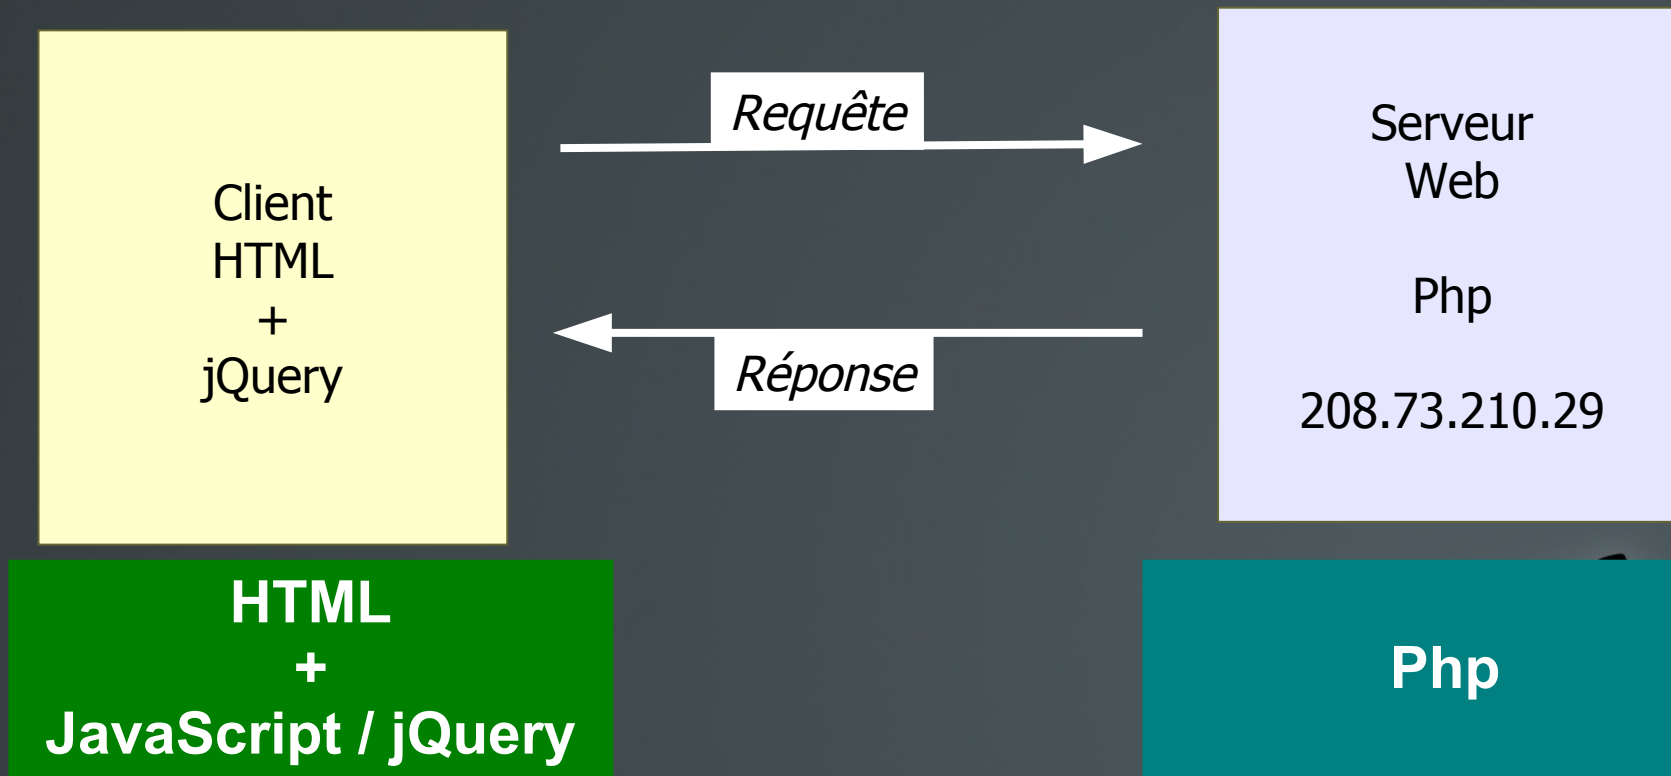 Client
HTML
+
jQuery
Requête
Réponse
Serveur
Web
Php
208.73.210.29
HTML
+
JavaScript / jQuery
Php